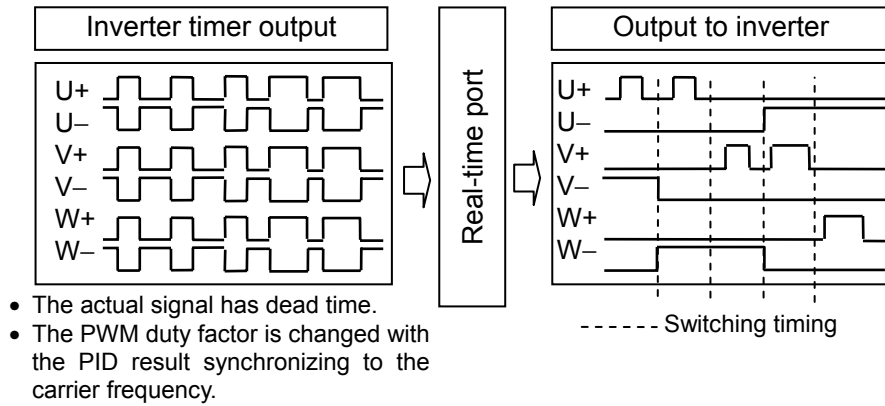 Inverter timer output
Real-time port
Output to inverter
U+
U−
V+
V−
W+
W−
U+
U−
V+
V−
W+
W−
• The actual signal has dead time.
• The PWM duty factor is changed with
the PID result synchronizing to the
carrier frequency.
------ Switching timing